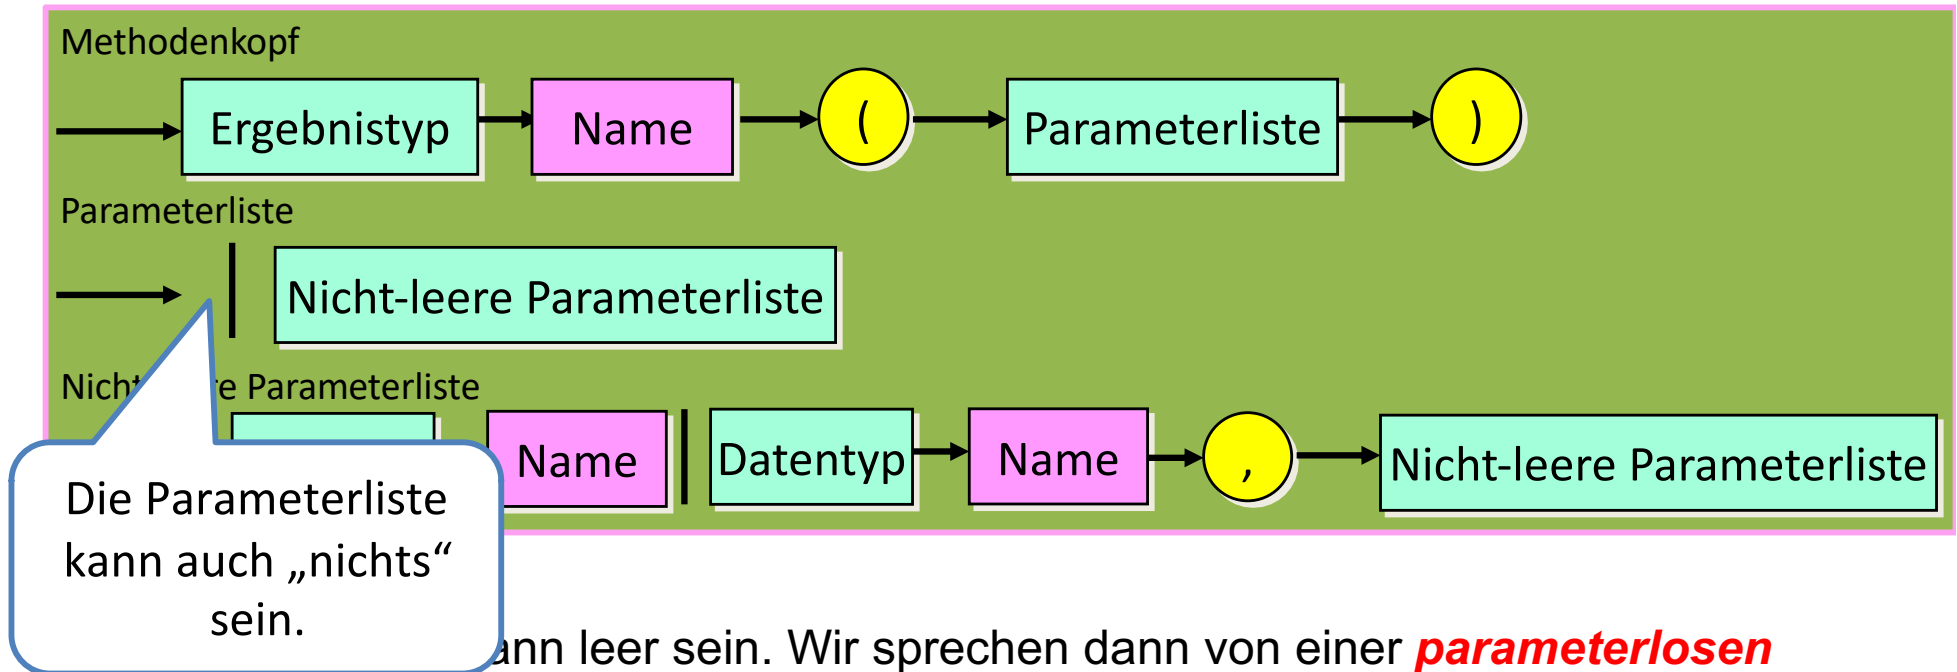 Methodenkopf
Ergebnistyp Name ( Parameterliste )
Parameterliste
Nicht-leere Parameterliste
Parameterliste
Name Datentyp Name , Nicht-leere Parameterliste
Die Parameterliste
kann auch „nichts“
sein.
leer sein. Wir sprechen dann von einer parameterlosen